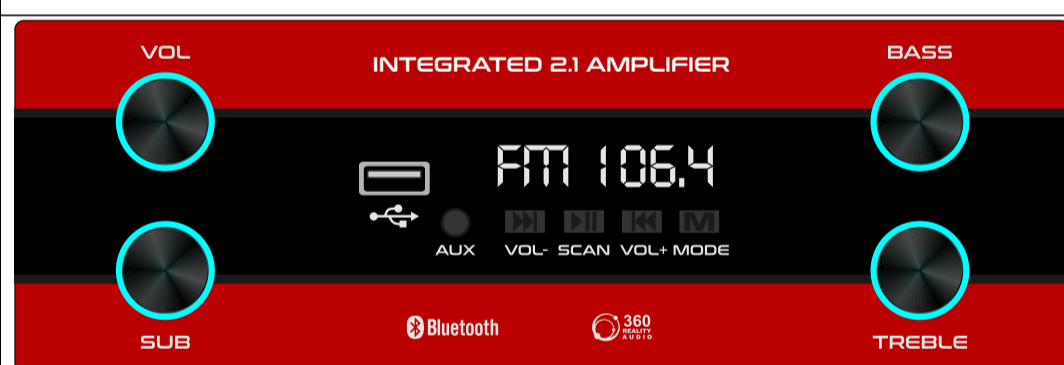 VOL
INTEGRATED 2.1 AMPLIFIER
BASS
FM 106.4
M
AUX
VOL- SCAN VOL+ MODE
SUB
Bluetooth
360
REALITY
AUDIO
TREBLE